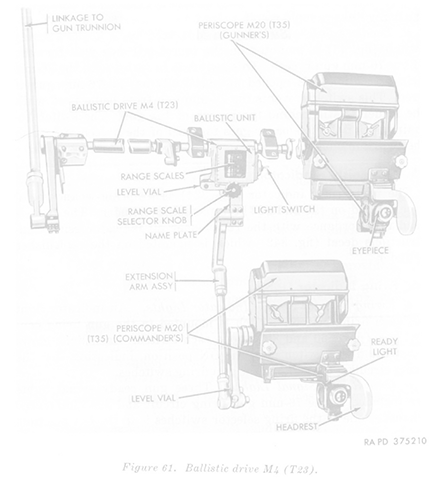 LINKAGE TO
GUN TRUNNION
PERISCOPE M20 (T35)
(GUNNER'S)
BALLISTIC DRIVE M4 (T23)
BALLISTIC UNIT
RANGE SCALES
LEVEL VIAL
RANGE SCALE
SELECTOR KNOB
LIGHT SWITCH
NAME PLATE
EYEPIECE
EXTENSION
ARM ASSY
PERISCOPE M20
(T35) (COMMANDER'S)
READY
LIGHT
LEVEL VIAL
HEADREST
RA PD 375210
Figure 61. Ballistic drive M4 (T23).